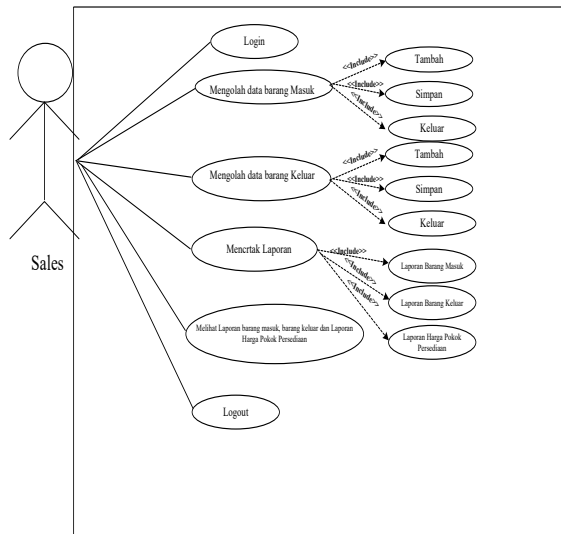 Login
Mengolah data barang Masuk
<<Include>>
Tambah
<<Include>>
Simpan
<<Include>>
Keluar
Mengolah data barang Keluar
<<Include>>
Tambah
<<Include>>
Simpan
<<Include>>
Keluar
Sales
Mencrtak Laporan
<<Include>>
Laporan Barang Masuk
<<Include>>
Laporan Barang Keluar
<<Include>>
Laporan Harga Pokok
Persediaan
Melihat Laporan barang masuk, barang keluar dan Laporan
Harga Pokok Persediaan
Logout